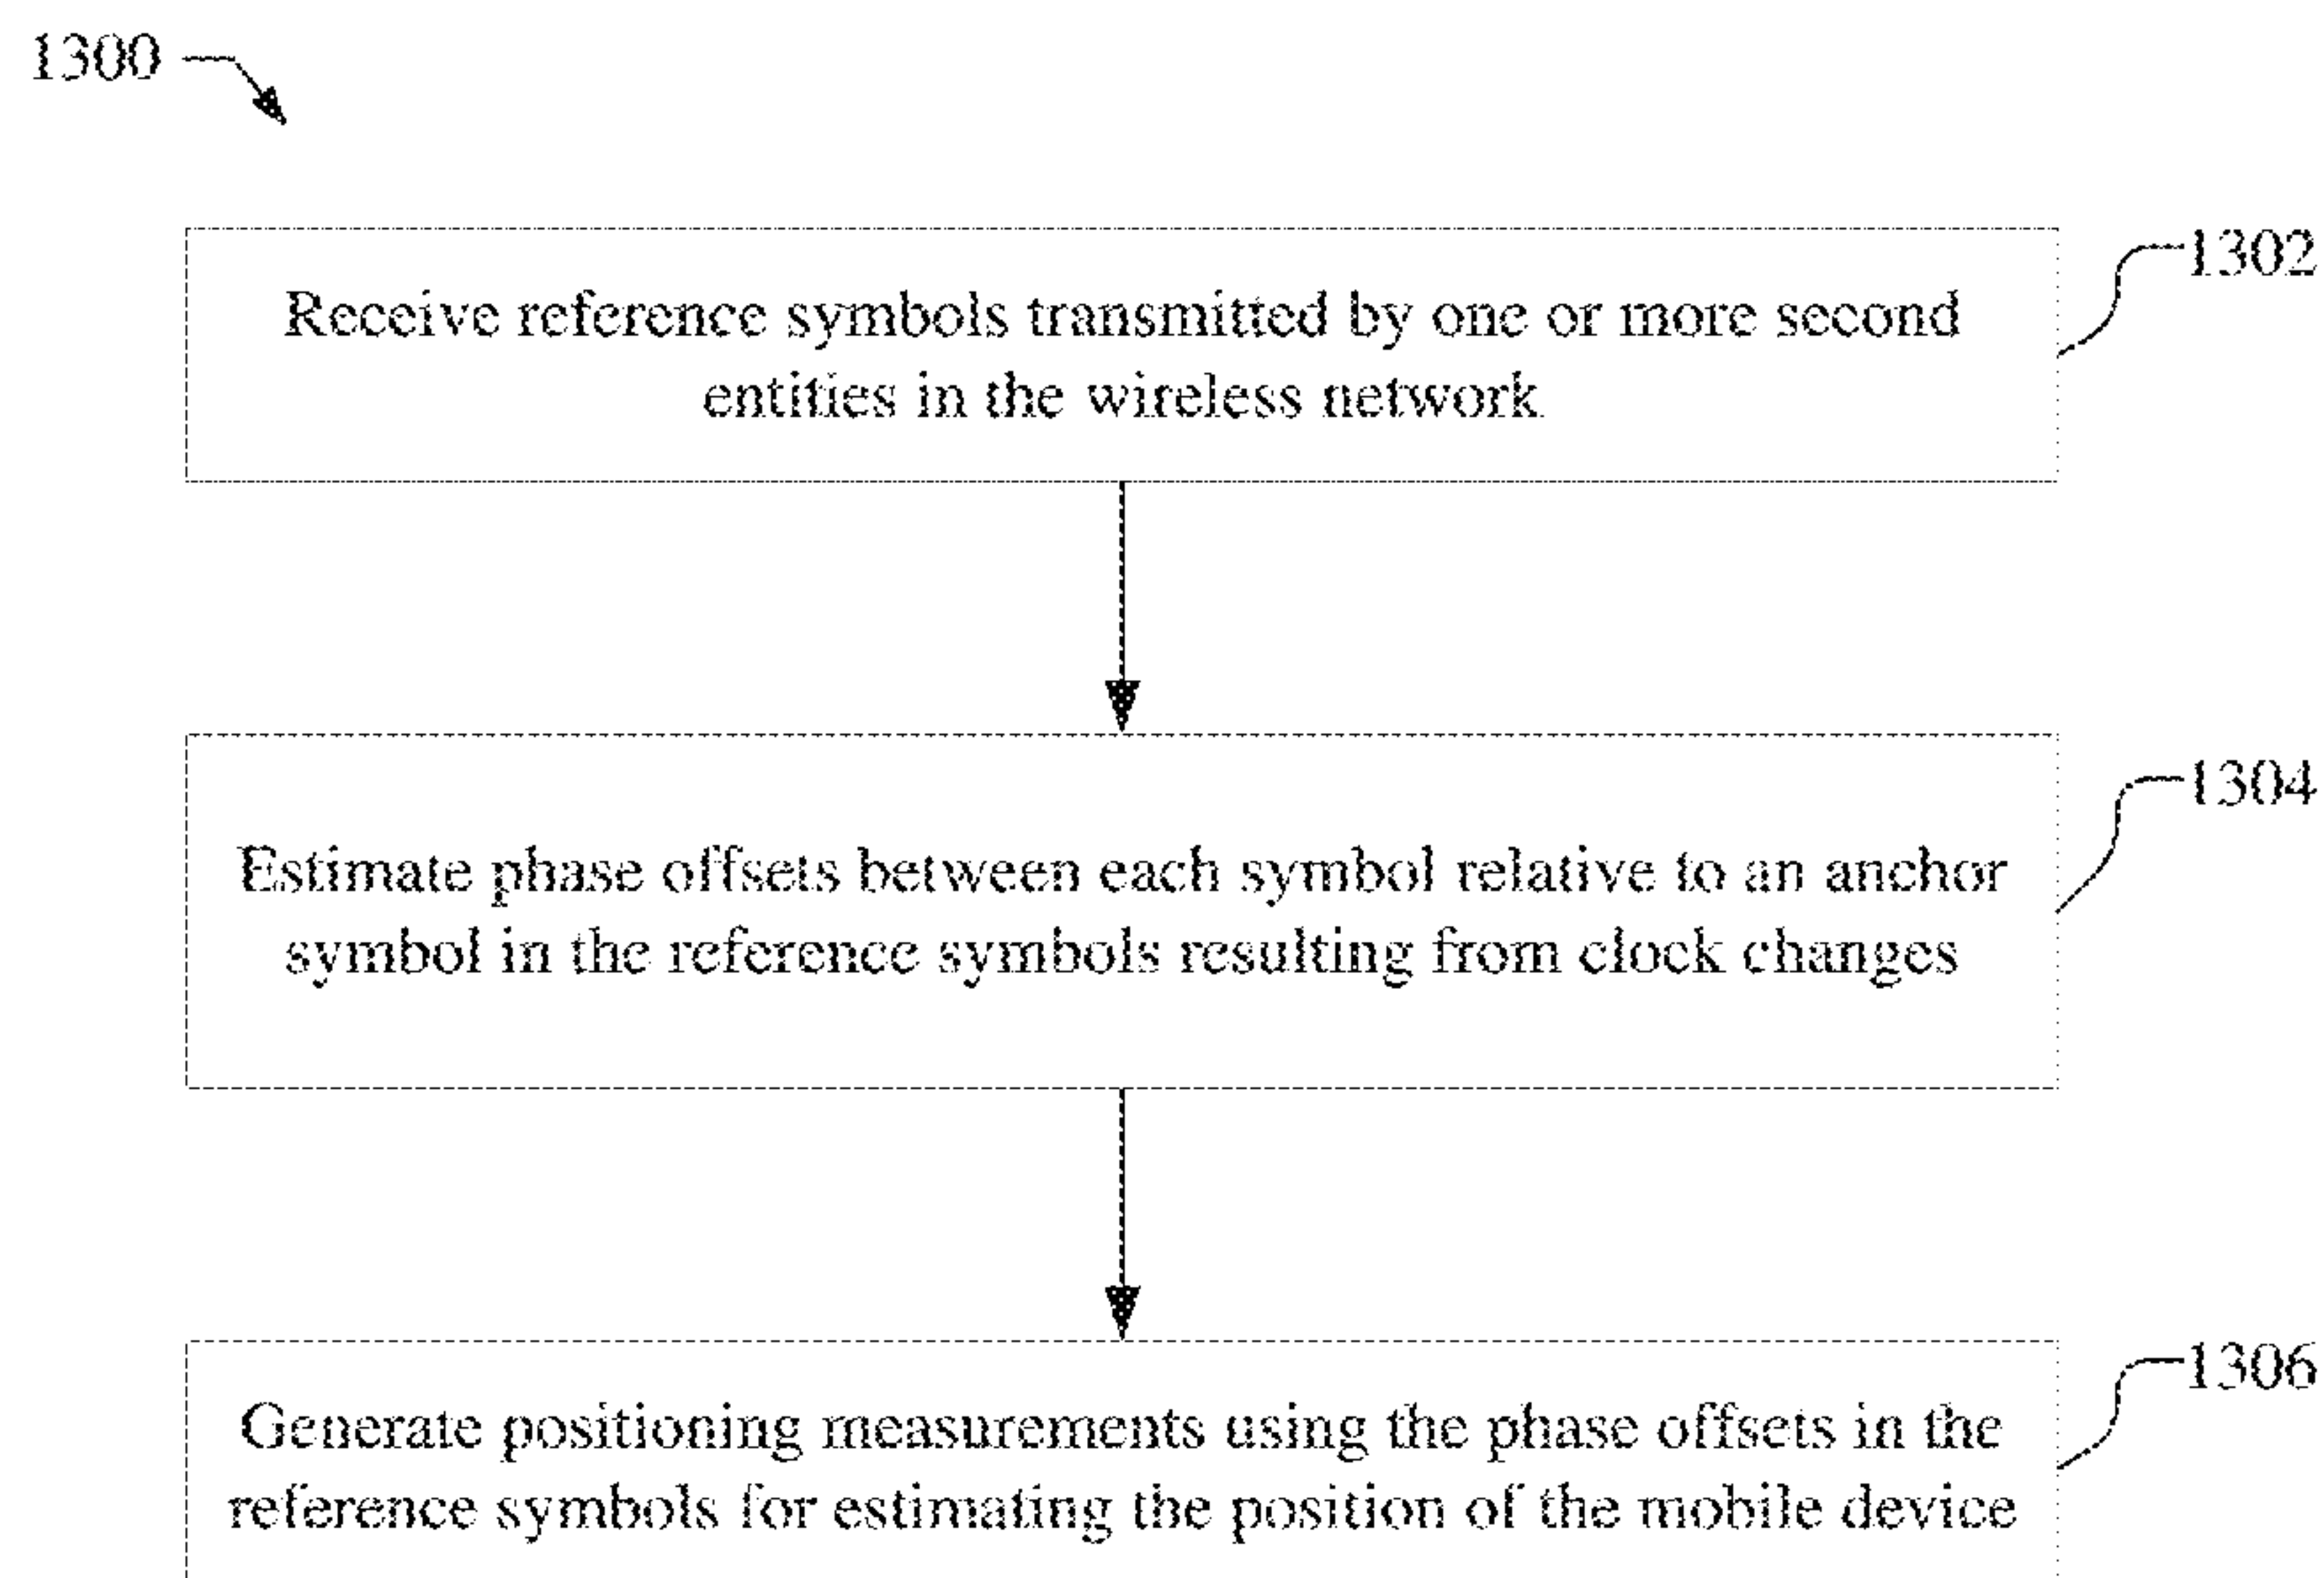 1300
Receive reference symbols transmitted by one or more second
entities in the wireless network
1302
Estimate phase offsets between each symbol relative to an anchor
symbol in the reference symbols resulting from clock changes
1304
Generate positioning measurements using the phase offsets in the
reference symbols for estimating the position of the mobile device
1306